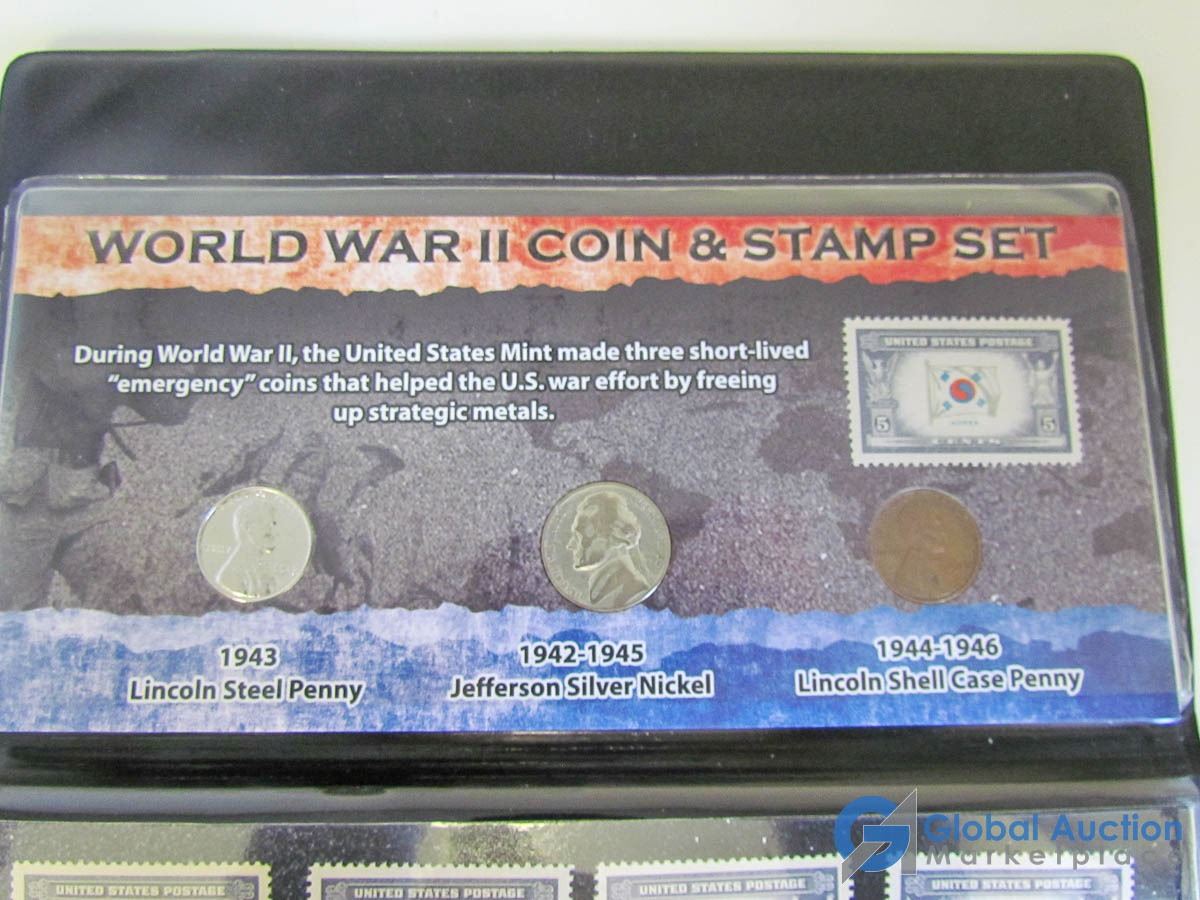 WORLD WAR II COIN & STAMP SET
During World War II, the United States Mint made three short-lived
"emergency" coins that helped the U.S. war effort by freeing
up strategic metals.
UNITED STATES POSTAGE
KOREA
5 5
CENTS
1943
Lincoln Steel Penny
1942-1945
Jefferson Silver Nickel
1944-1946
Lincoln Shell Case Penny
UNITED STATES POSTAGE
UNITED STATES POSTAGE
UNITED STATES POSTAGE
UNITED STATES POSTAGE
Global Auction
Marketplace